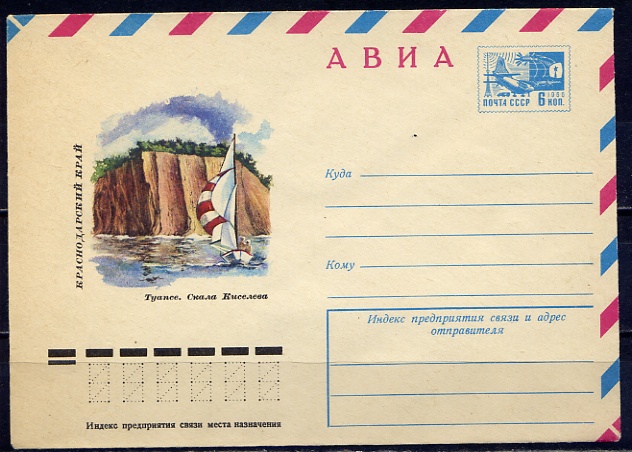 АВИА
1966
ПОЧТА СССР 6 КОП.
КРАСНОДАРСКИЙ КРАЙ
Туапсе. Скала Киселева
Куда
Кому
Индекс предприятия связи и адрес
отправителя
Индекс предприятия связи места назначения